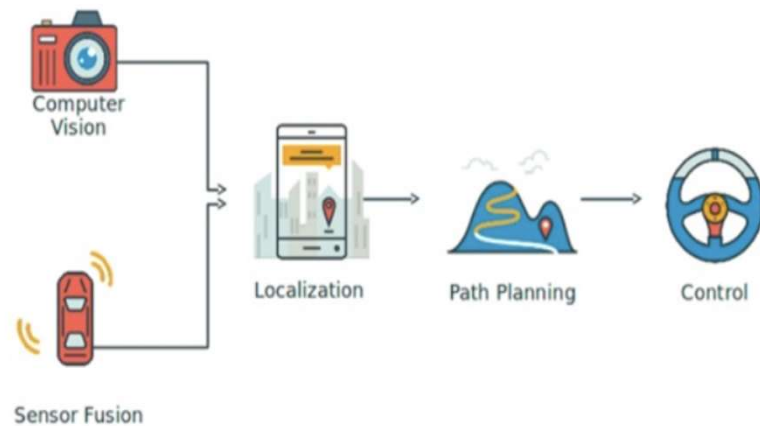 Computer
Vision
Localization
Path Planning
Control
Sensor Fusion